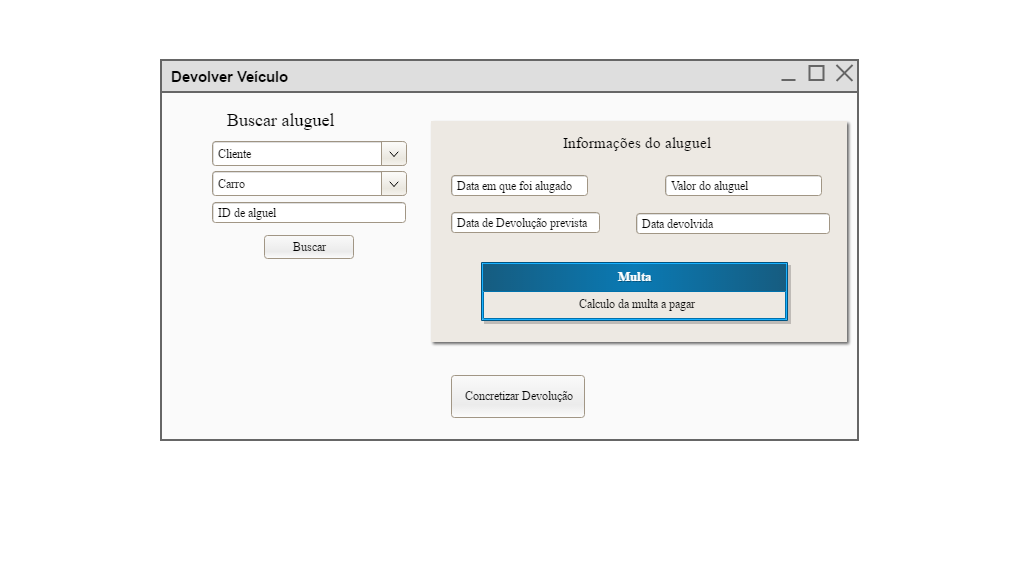 Devolver Veículo
Buscar aluguel
Cliente
Carro
ID de alguel
Buscar
Informações do aluguel
Data em que foi alugado
Valor do aluguel
Data de Devolução prevista
Data devolvida
Multa
Calculo da multa a pagar
Concretizar Devolução